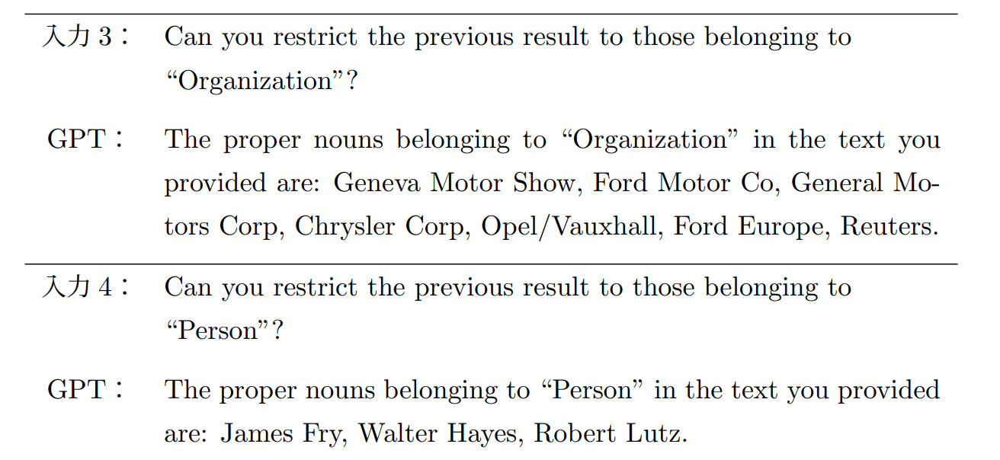 入力 3： Can you restrict the previous result to those belonging to
“Organization”?
GPT： The proper nouns belonging to “Organization” in the text you
provided are: Geneva Motor Show, Ford Motor Co, General Mo-
tors Corp, Chrysler Corp, Opel/Vauxhall, Ford Europe, Reuters.
入力 4： Can you restrict the previous result to those belonging to
“Person”?
GPT： The proper nouns belonging to “Person” in the text you provided
are: James Fry, Walter Hayes, Robert Lutz.